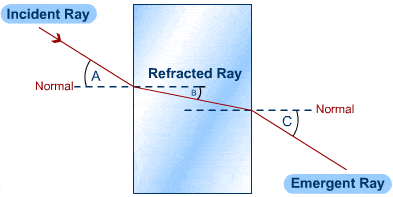 Incident Ray
A
Refracted Ray
Normal
B
Normal
C
Emergent Ray